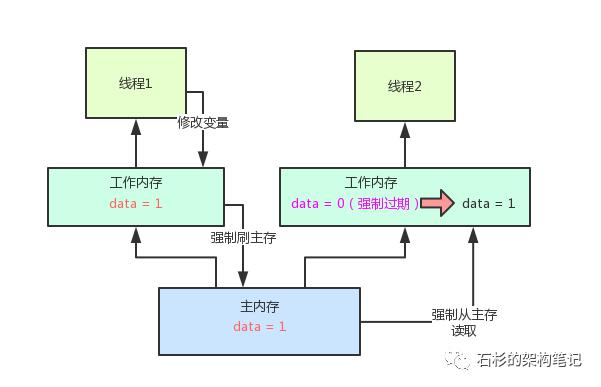 线程1
线程2
修改变量
工作内存
data = 1
工作内存
data = 0（强制过期） data = 1
强制刷主存
主内存
data = 1
强制从主存
读取
石杉的架构笔记